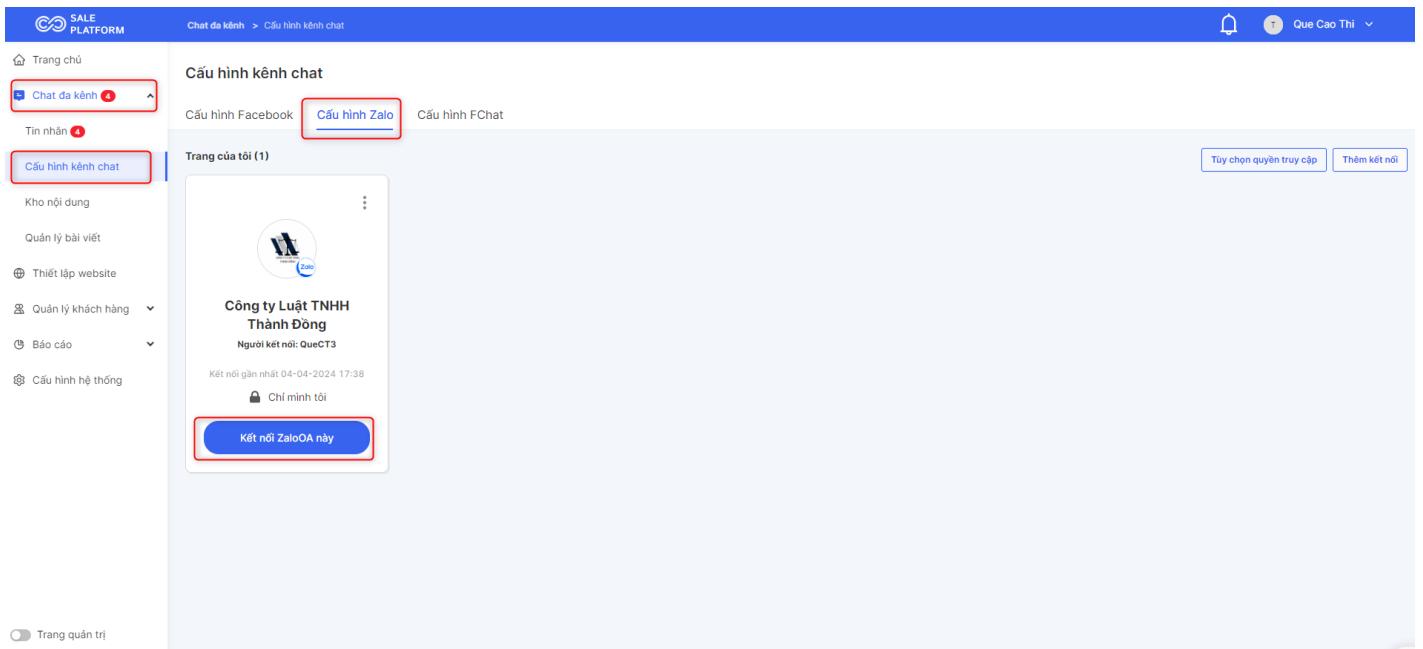 SALE
PLATFORM
Chat đa kênh > Cấu hình kênh chat
T
Que Cao Thi
Trang chủ
Chat đa kênh 4
Tin nhắn 4
Cấu hình kênh chat
Kho nội dung
Quản lý bài viết
Thiết lập website
Quản lý khách hàng
Báo cáo
Cấu hình hệ thống
Trang quản trị
Cấu hình kênh chat
Cấu hình Facebook
Cấu hình Zalo
Cấu hình FChat
Trang của tôi (1)
Tùy chọn quyền truy cập
Thêm kết nối
Zalo
Công ty Luật TNHH
Thành Đồng
Người kết nối: QueCT3
Kết nối gần nhất 04-04-2024 17:38
Chỉ mình tôi
Kết nối ZaloOA này